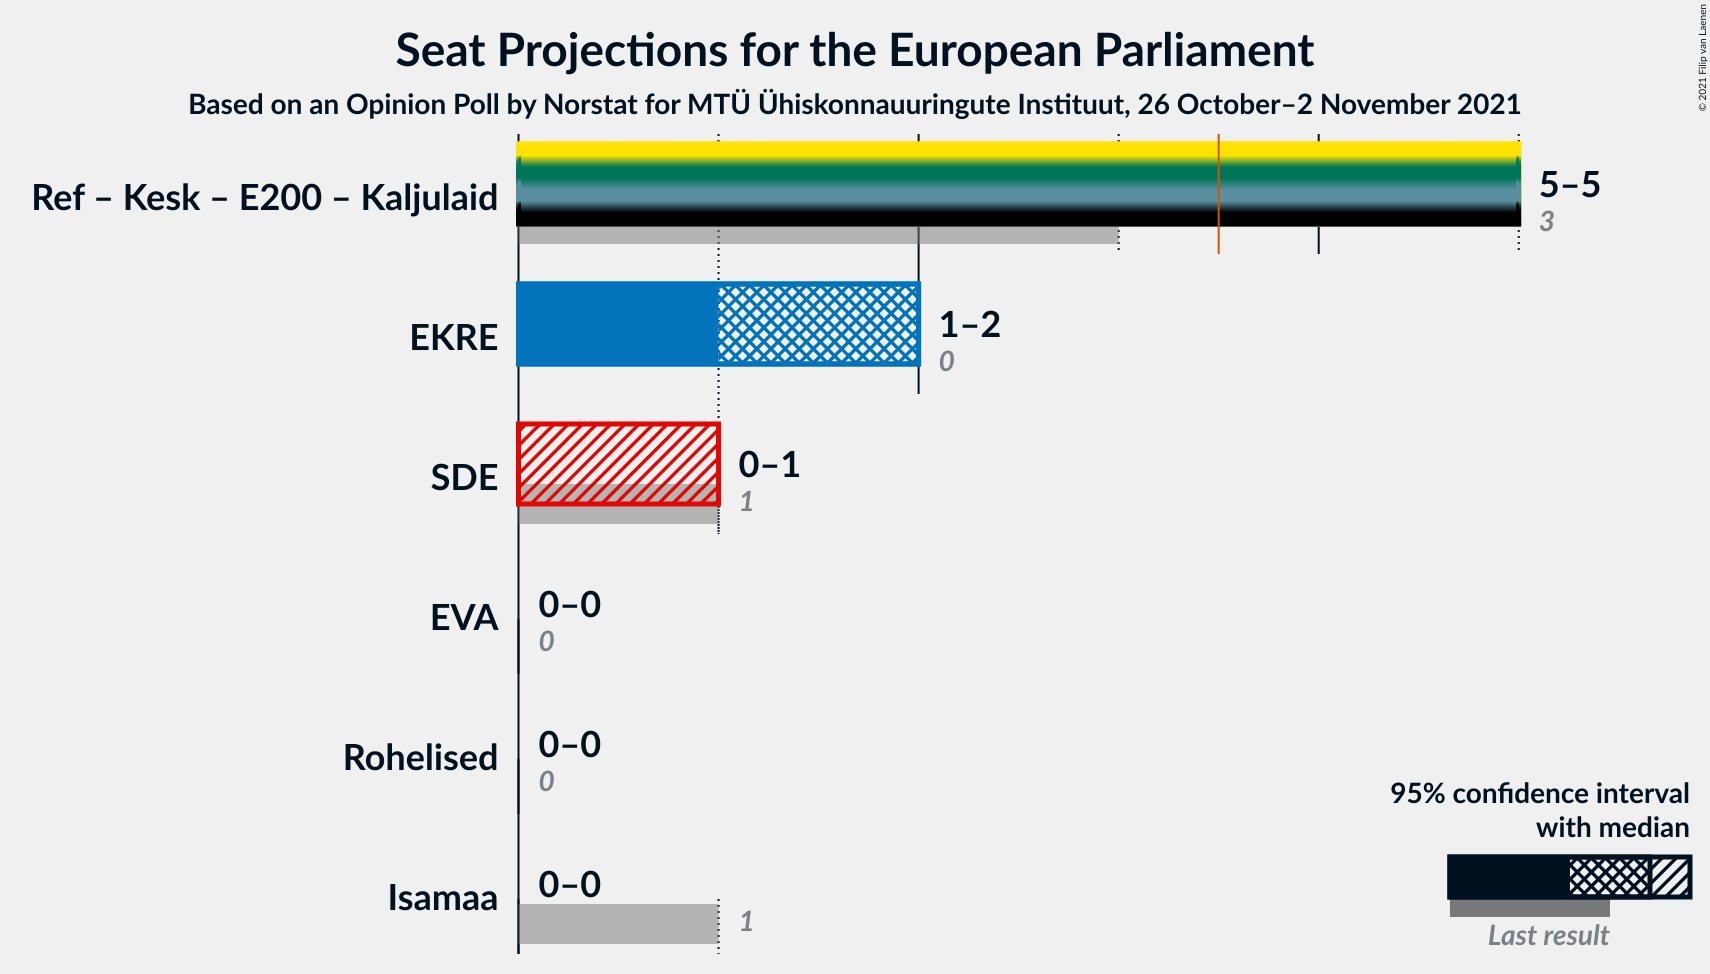 Seat Projections for the European Parliament
Based on an Opinion Poll by Norstat for MTÜ Ühiskonnauuringute Instituut, 26 October–2 November 2021
© 2021 Filip van Laenen
Ref – Kesk – E200 – Kaljulaid
5–5
3
EKRE
1–2
0
SDE
0–1
1
EVA
0–0
0
Rohelised
0–0
0
Isamaa
0–0
1
95% confidence interval
with median
Last result